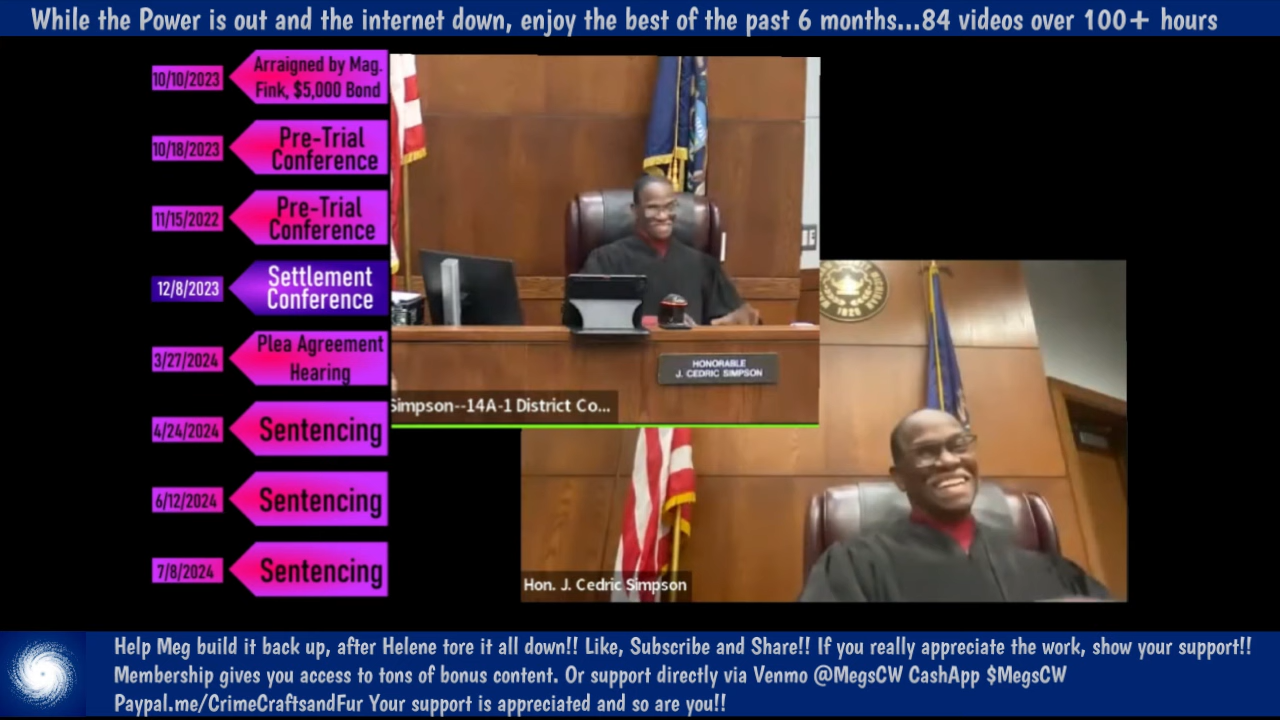 While the Power is out and the internet down, enjoy the best of the past 6 months...84 videos over 100+ hours
10/10/2023
Arraigned by Mag.
Fink, $5,000 Bond
10/18/2023
Pre-Trial
Conference
11/15/2022
Pre-Trial
Conference
12/8/2023
Settlement
Conference
3/27/2024
Plea Agreement
Hearing
4/24/2024
Sentencing
6/12/2024
Sentencing
7/8/2024
Sentencing
HONORABLE
J. CEDRIC SIMPSON
Simpson--14A-1 District Co...
Hon. J. Cedric Simpson
Help Meg build it back up, after Helene tore it all down!! Like, Subscribe and Share!! If you really appreciate the work, show your support!!
Membership gives you access to tons of bonus content. Or support directly via Venmo @MegsCW CashApp $MegsCW
Paypal.me/CrimeCraftsandFur Your support is appreciated and so are you!!